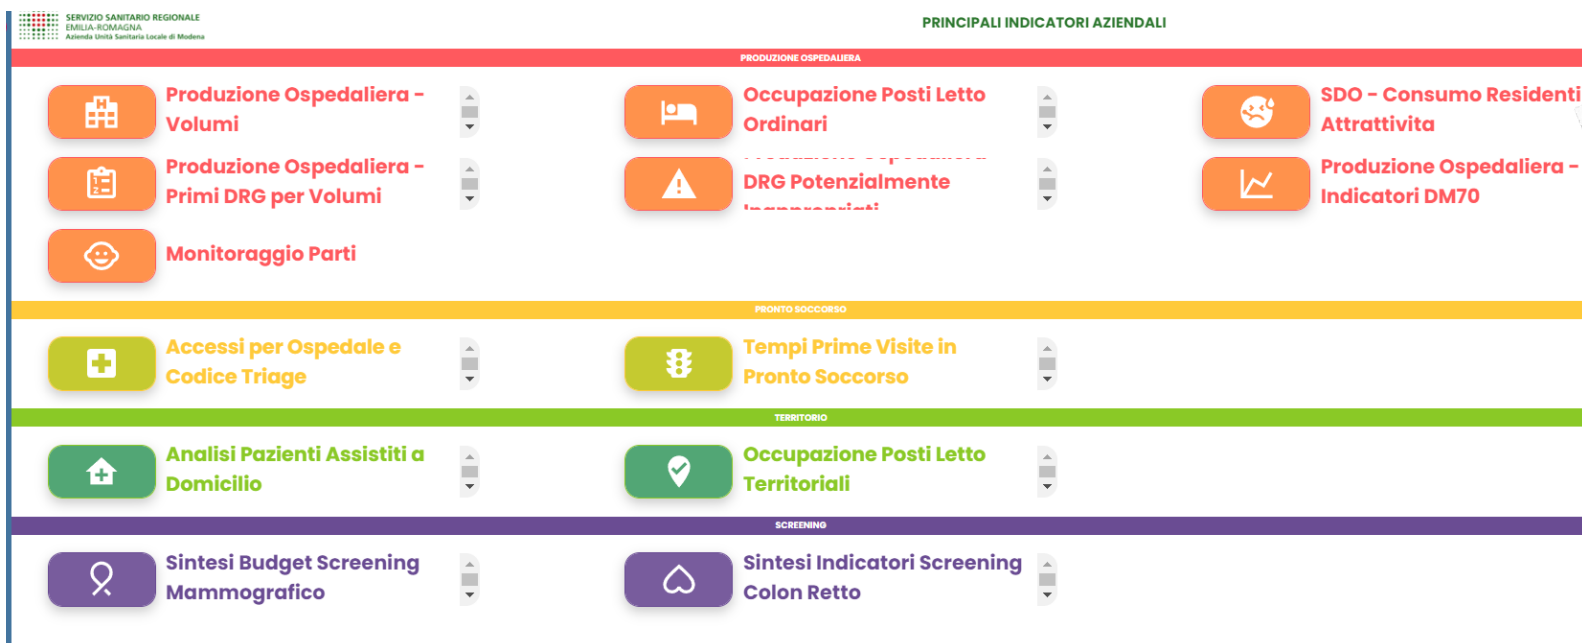 SERVIZIO SANITARIO REGIONALE
EMILIA-ROMAGNA
Azienda Unità Sanitaria Locale di Modena
PRINCIPALI INDICATORI AZIENDALI
PRODUZIONE OSPEDALIERA
Produzione Ospedaliera -
Volumi
Occupazione Posti Letto
Ordinari
SDO - Consumo Residenti
Attrattivita
Produzione Ospedaliera -
Primi DRG per Volumi
DRG Potenzialmente
Produzione Ospedaliera -
Indicatori DM70
Monitoraggio Parti
PRONTO SOCCORSO
Accessi per Ospedale e
Codice Triage
Tempi Prime Visite in
Pronto Soccorso
TERRITORIO
Analisi Pazienti Assistiti a
Domicilio
Occupazione Posti Letto
Territoriali
SCREENING
Sintesi Budget Screening
Mammografico
Sintesi Indicatori Screening
Colon Retto